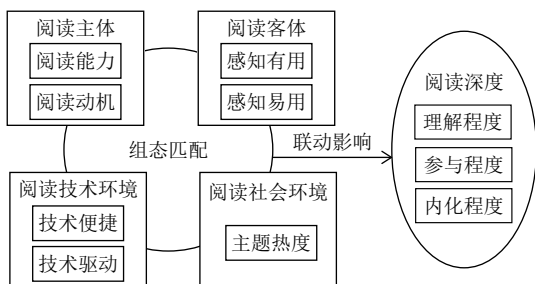 阅读主体
阅读能力
阅读动机
阅读客体
感知有用
感知易用
组态匹配
联动影响
阅读技术环境
技术便捷
技术驱动
阅读社会环境
主题热度
阅读深度
理解程度
参与程度
内化程度